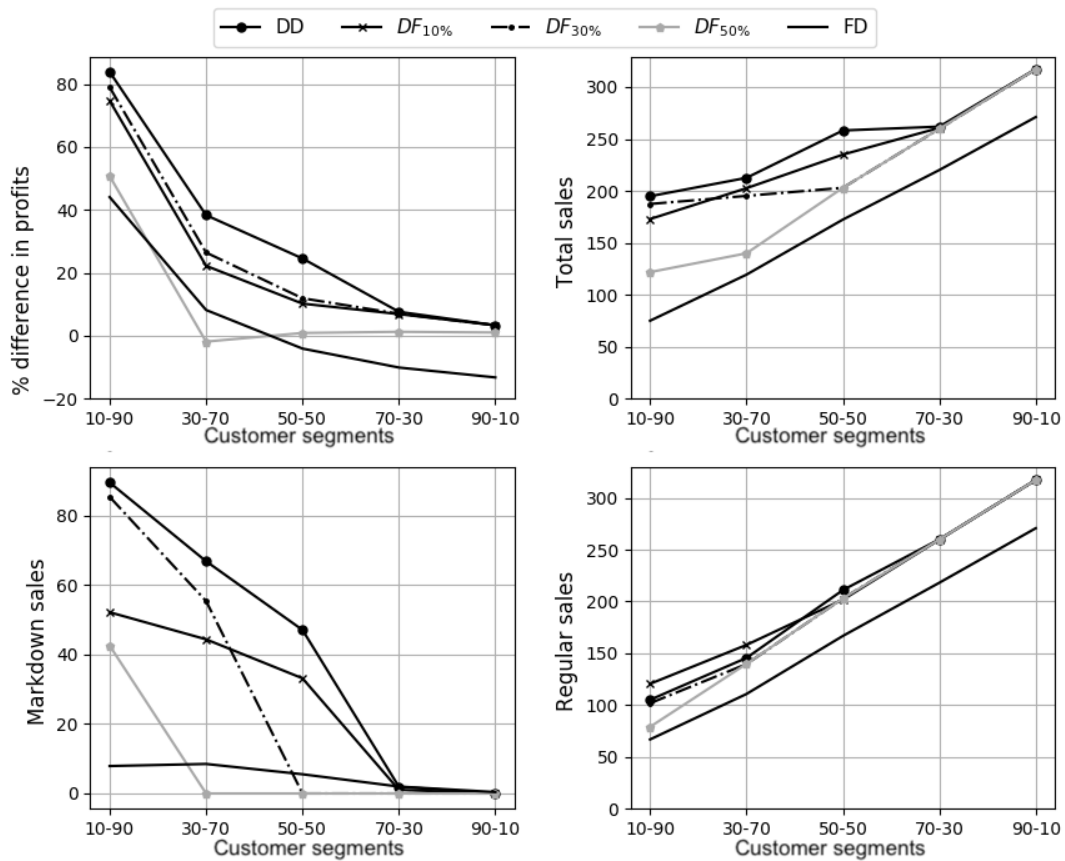 DD DF10% DF30% DF50% FD
% difference in profits
80
60
40
20
0
−20
10-90 30-70 50-50 70-30 90-10
Customer segments
Total sales
300
250
200
150
100
50
0
10-90 30-70 50-50 70-30 90-10
Customer segments
Markdown sales
80
60
40
20
0
10-90 30-70 50-50 70-30 90-10
Customer segments
Regular sales
300
250
200
150
100
50
0
10-90 30-70 50-50 70-30 90-10
Customer segments